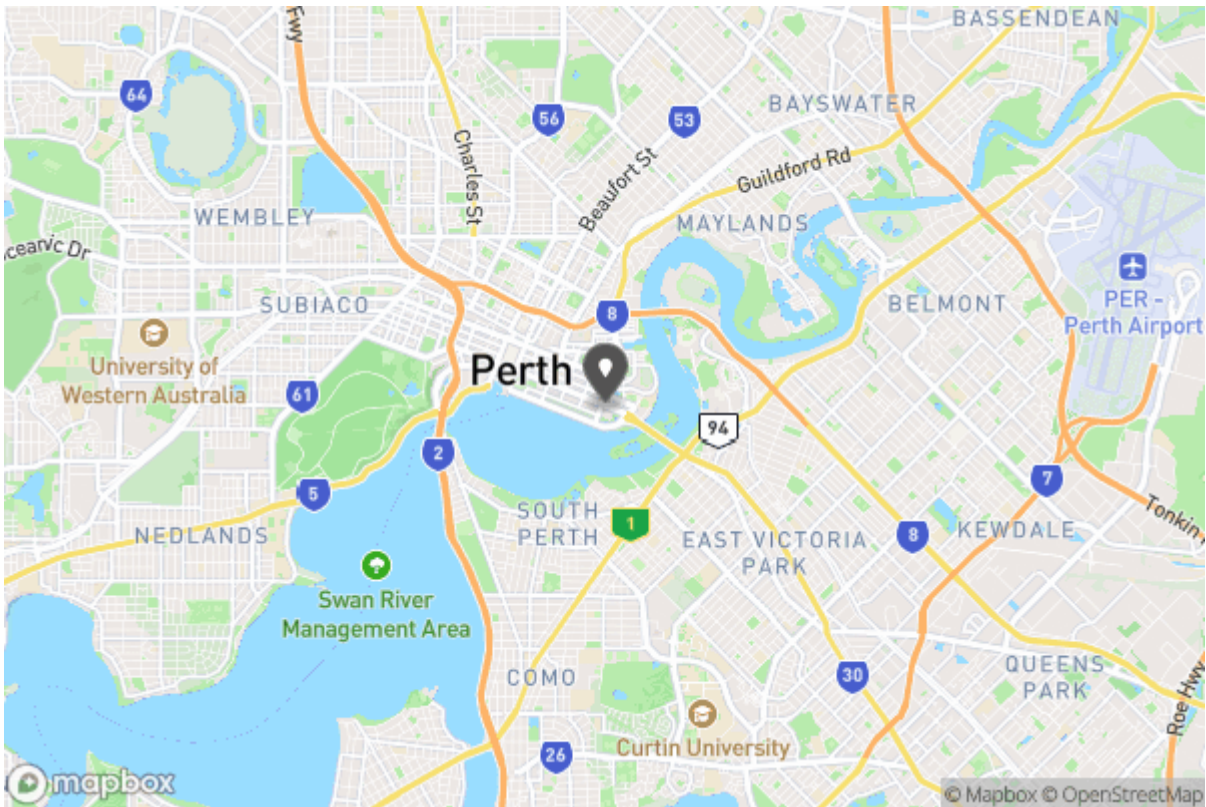 BASSENDEAN
Fwy
64
BAYSWATER
56
53
Charles St
Beaufort St
Guildford Rd
WEMBLEY
MAYLANDS
Oceanic Dr
SUBIACO
8
BELMONT
PER -
Perth Airport
University of
Western Australia
Perth
61
94
2
7
5
SOUTH
PERTH
1
NEDLANDS
EAST VICTORIA
PARK
8
KEWDALE
Tonkin
Swan River
Management Area
COMO
30
QUEENS
PARK
Roe Hwy
Curtin University
26
mapbox
© Mapbox © OpenStreetMap